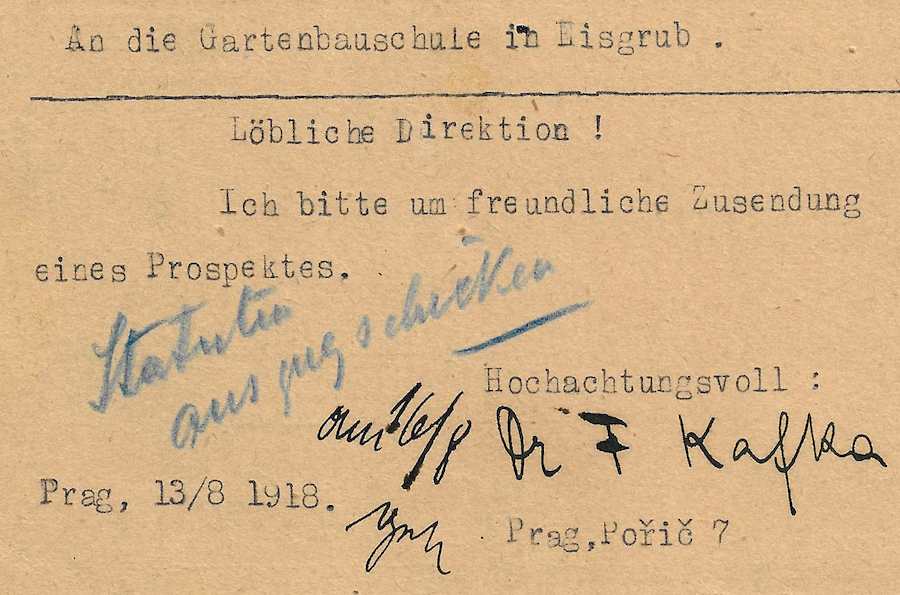 An die Gartenbauschule in Eisgrub .
Löbliche Direktion !
Ich bitte um freundliche Zusendung
eines Prospektes.
Statuten
schicken
Hochachtungsvoll :
am 16/8 Dr F Kafka
Prag, 13/8 1918.
Prag,Pořič 7